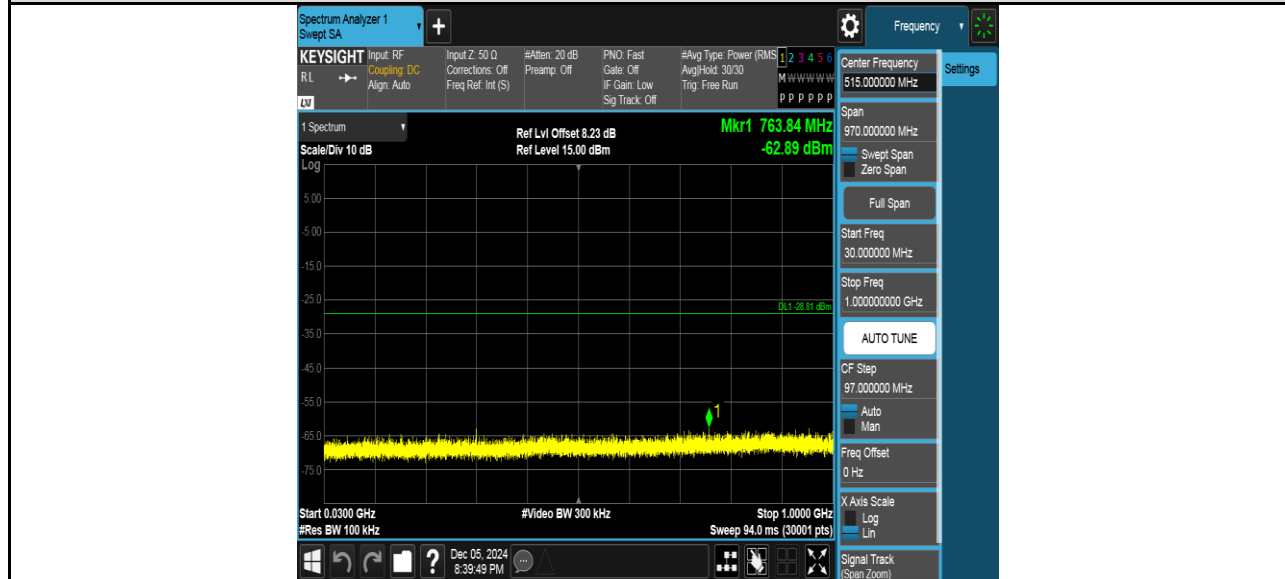 Spectrum Analyzer 1
Swept SA
+
Frequency
KEYSIGHT
RL
LXI
Input: RF
Coupling: DC
Align: Auto
Input Z: 50 Ω
Corrections: Off
Freq Ref: Int (S)
#Atten: 20 dB
Preamp: Off
PNO: Fast
Gate: Off
IF Gain: Low
Sig Track: Off
#Avg Type: Power (RMS
Avg|Hold: 30/30
Trig: Free Run
1 2 3 4 5 6
M W W W W W
P P P P P P
1 Spectrum
Scale/Div 10 dB
Ref Lvl Offset 8.23 dB
Ref Level 15.00 dBm
Mkr1 763.84 MHz
-62.89 dBm
Log
5.00
-5.00
-15.0
-25.0
DL1 -28.81 dBm
-35.0
-45.0
-55.0
1
-65.0
-75.0
Start 0.0300 GHz
#Video BW 300 kHz
Stop 1.0000 GHz
#Res BW 100 kHz
Sweep 94.0 ms (30001 pts)
?
Dec 05, 2024
8:39:49 PM
Center Frequency
515.000000 MHz
Settings
Span
970.000000 MHz
Swept Span
Zero Span
Full Span
Start Freq
30.000000 MHz
Stop Freq
1.000000000 GHz
AUTO TUNE
CF Step
97.000000 MHz
Auto
Man
Freq Offset
0 Hz
X Axis Scale
Log
Lin
Signal Track
(Span Zoom)